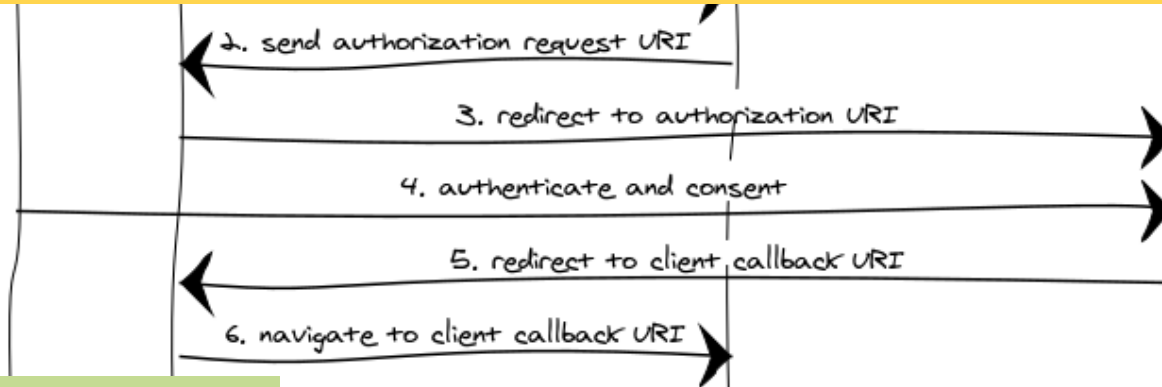 2. send authorization request URI
3. redirect to authorization URI
4. authenticate and consent
5. redirect to client callback URI
6. navigate to client callback URI